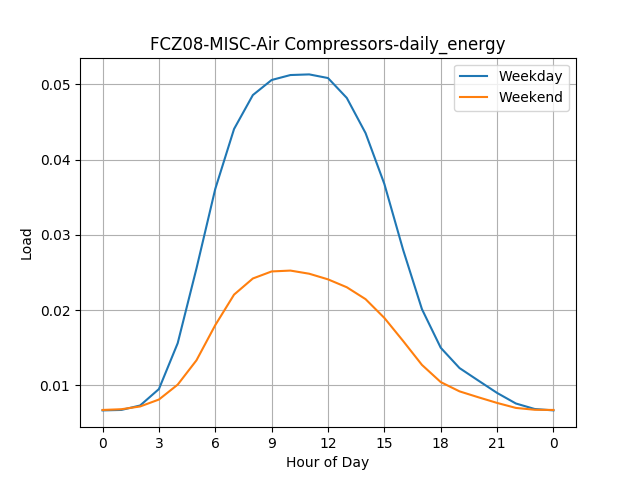 FCZ08-MISC-Air Compressors-daily_energy
Weekday
Weekend
0.05
0.04
0.03
0.02
0.01
Load
0 3 6 9 12 15 18 21 0
Hour of Day